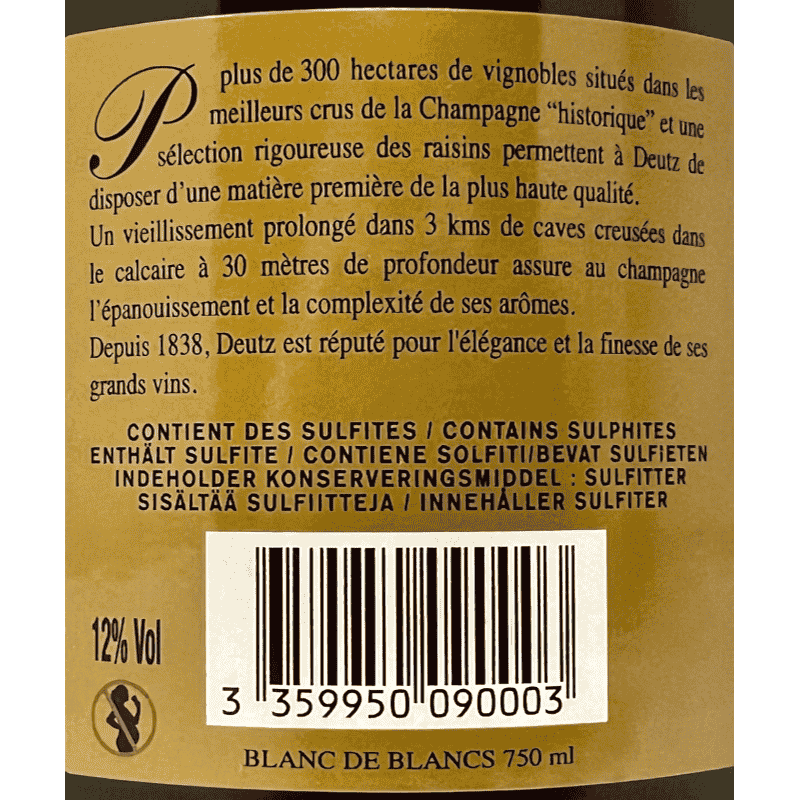 Plus de 300 hectares de vignobles situés dans les
meilleurs crus de la Champagne “historique” et une
sélection rigoureuse des raisins permettent à Deutz de
disposer d’une matière première de la plus haute qualité.
Un vieillissement prolongé dans 3 kms de caves creusées dans
le calcaire à 30 mètres de profondeur assure au champagne
l’épanouissement et la complexité de ses arômes.
Depuis 1838, Deutz est réputé pour l'élégance et la finesse de ses
grands vins.
CONTIENT DES SULFITES / CONTAINS SULPHITES
ENTHÄLT SULFITE / CONTIENE SOLFITI/BEVAT SULFIETEN
INDEHOLDER KONSERVERINGSMIDDEL : SULFITTER
SISÄLTÄÄ SULFIITTEJA / INNEHÅLLER SULFITER
12% Vol
3 359950 090003
BLANC DE BLANCS 750 ml